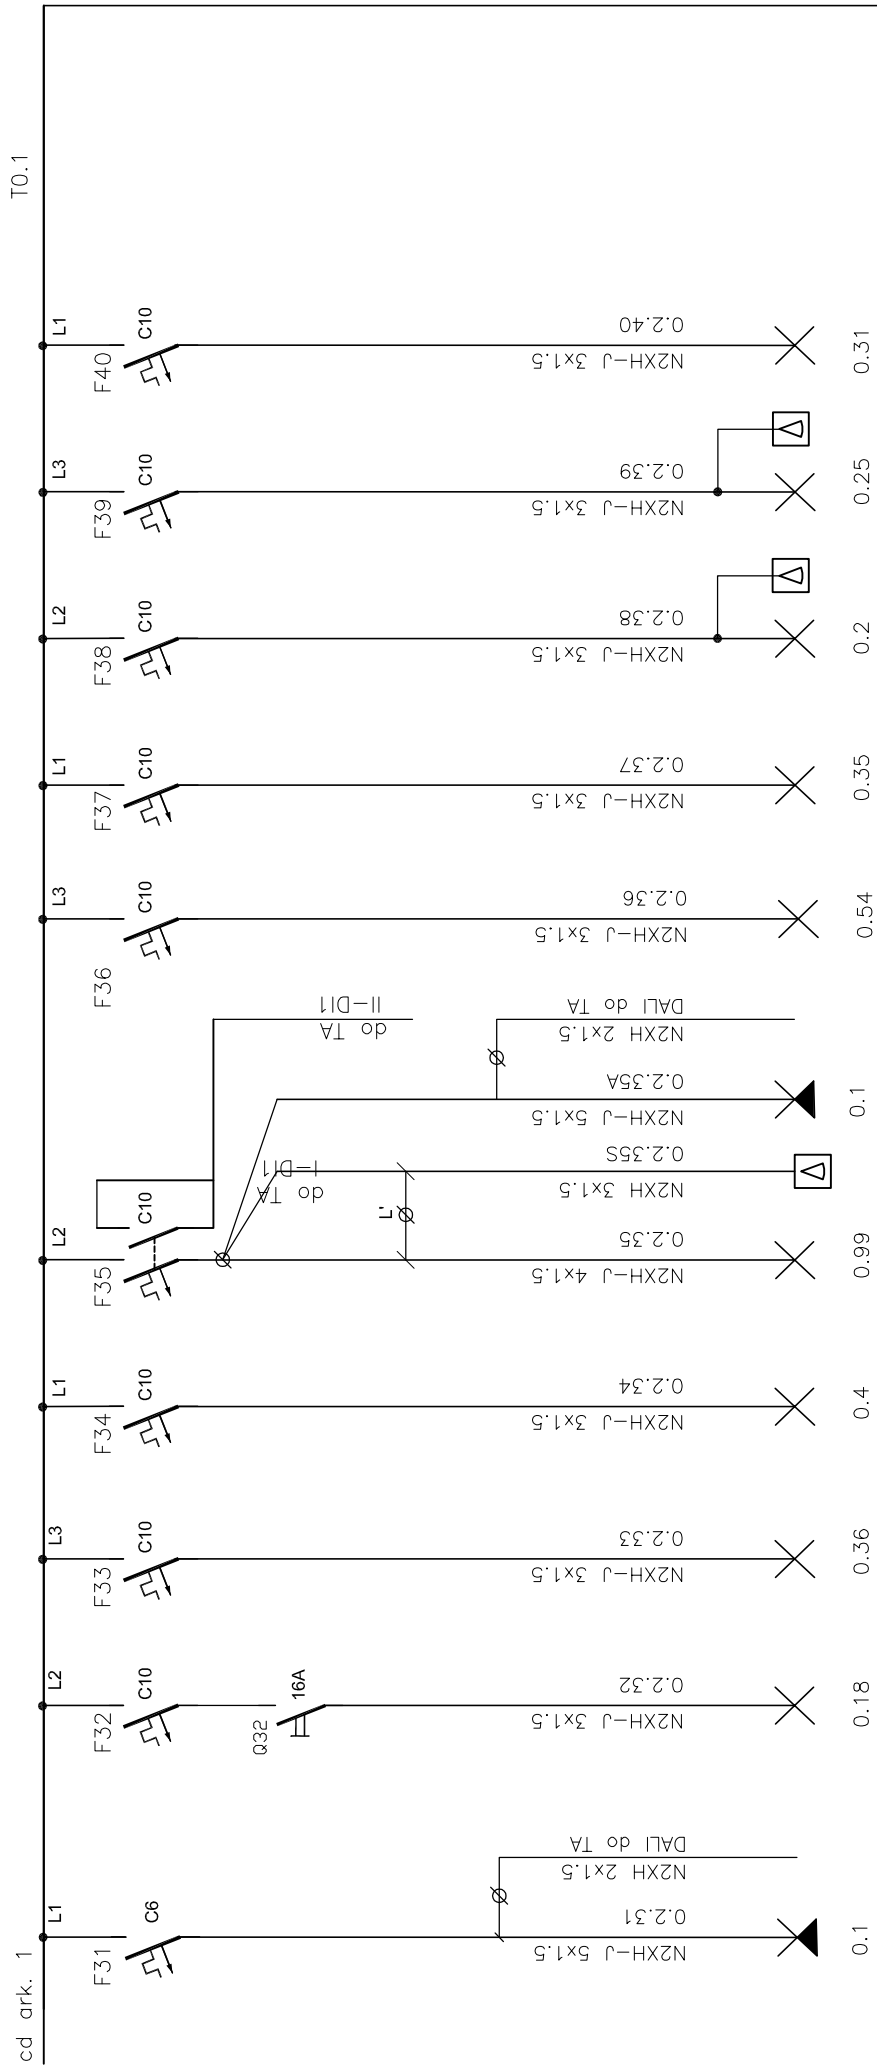 cd ark. 1
T0.1
L1
F31
C6
N2XH-J 5x1.5
0.2.31
N2XH 2x1.5
DALI do TA
0.1
L2
F32
C10
Q32
16A
N2XH-J 3x1.5
0.2.32
0.18
L3
F33
C10
N2XH-J 3x1.5
0.2.33
0.36
L1
F34
C10
N2XH-J 3x1.5
0.2.34
0.4
L2
F35
C10
L'
N2XH-J 4x1.5
0.2.35
0.99
do TA
I-DI1
N2XH 3x1.5
0.2.35S
N2XH-J 5x1.5
0.2.35A
0.1
N2XH 2x1.5
DALI do TA
do TA
II-DI1
L3
F36
C10
N2XH-J 3x1.5
0.2.36
0.54
L1
F37
C10
N2XH-J 3x1.5
0.2.37
0.35
L2
F38
C10
N2XH-J 3x1.5
0.2.38
0.2
L3
F39
C10
N2XH-J 3x1.5
0.2.39
0.25
L1
F40
C10
N2XH-J 3x1.5
0.2.40
0.31